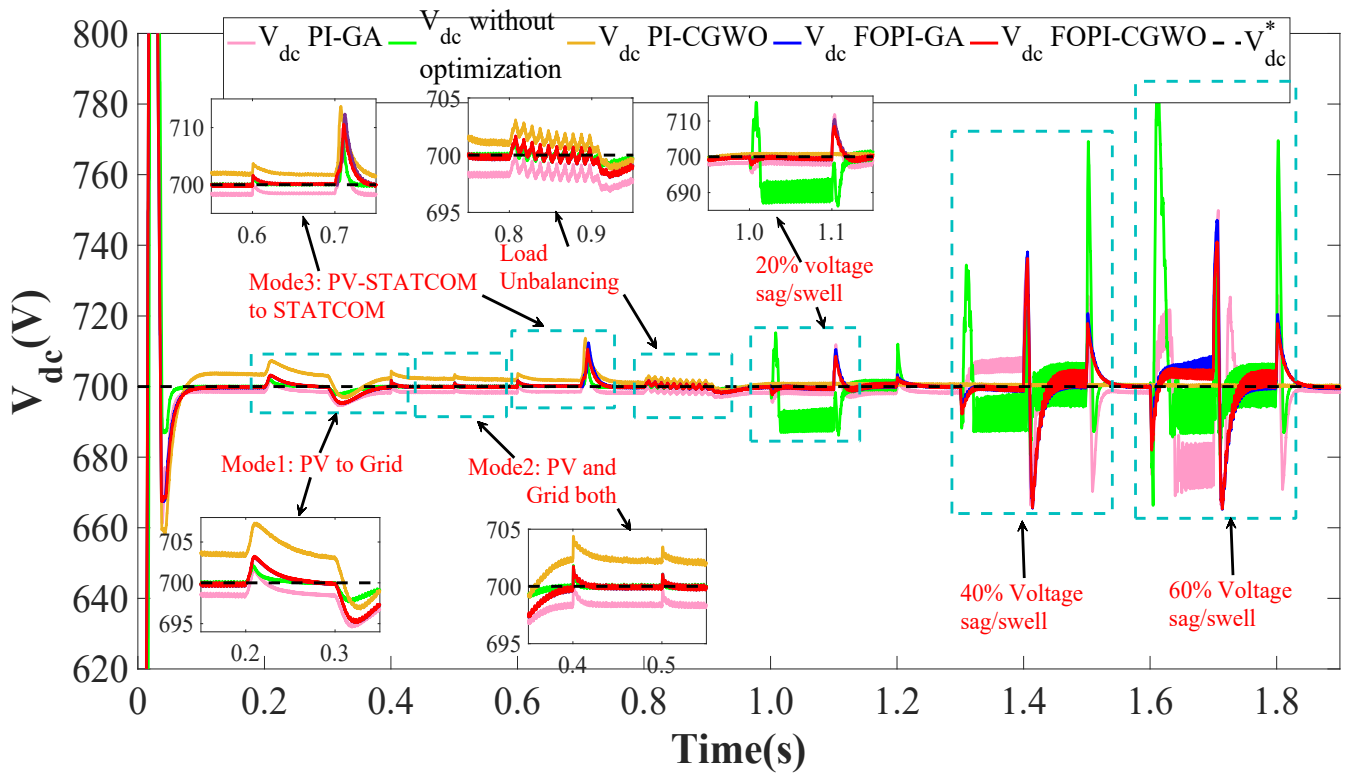 V_dc PI-GA V_dc without optimization V_dc PI-CGWO V_dc FOPI-GA V_dc FOPI-CGWO V*_dc
800
780
760
740
720
700
680
660
640
620
V_dc(V)
710
700
0.6 0.7
705
700
695
0.8 0.9
710
700
690
1.0 1.1
Mode3: PV-STATCOM
to STATCOM
Load
Unbalancing
20% voltage
sag/swell
Mode1: PV to Grid
Mode2: PV and
Grid both
705
700
695
0.2 0.3
705
700
695
0.4 0.5
40% Voltage
sag/swell
60% Voltage
sag/swell
0 0.2 0.4 0.6 0.8 1.0 1.2 1.4 1.6 1.8
Time(s)